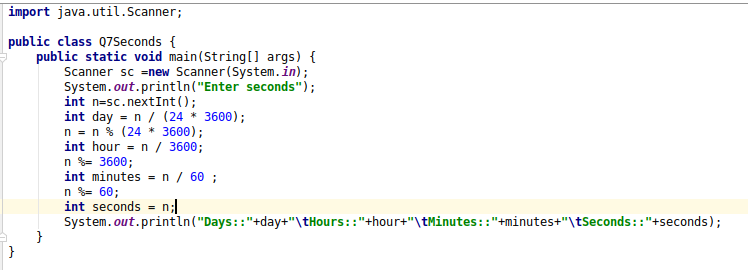 import java.util.Scanner;
public class Q7Seconds {
public static void main(String[] args) {
Scanner sc =new Scanner(System.in);
System.out.println("Enter seconds");
int n=sc.nextInt();
int day = n / (24 * 3600);
n = n % (24 * 3600);
int hour = n / 3600;
n %= 3600;
int minutes = n / 60 ;
n %= 60;
int seconds = n;
System.out.println("Days::"+day+"\tHours::"+hour+"\tMinutes::"+minutes+"\tSeconds::"+seconds);
}
}